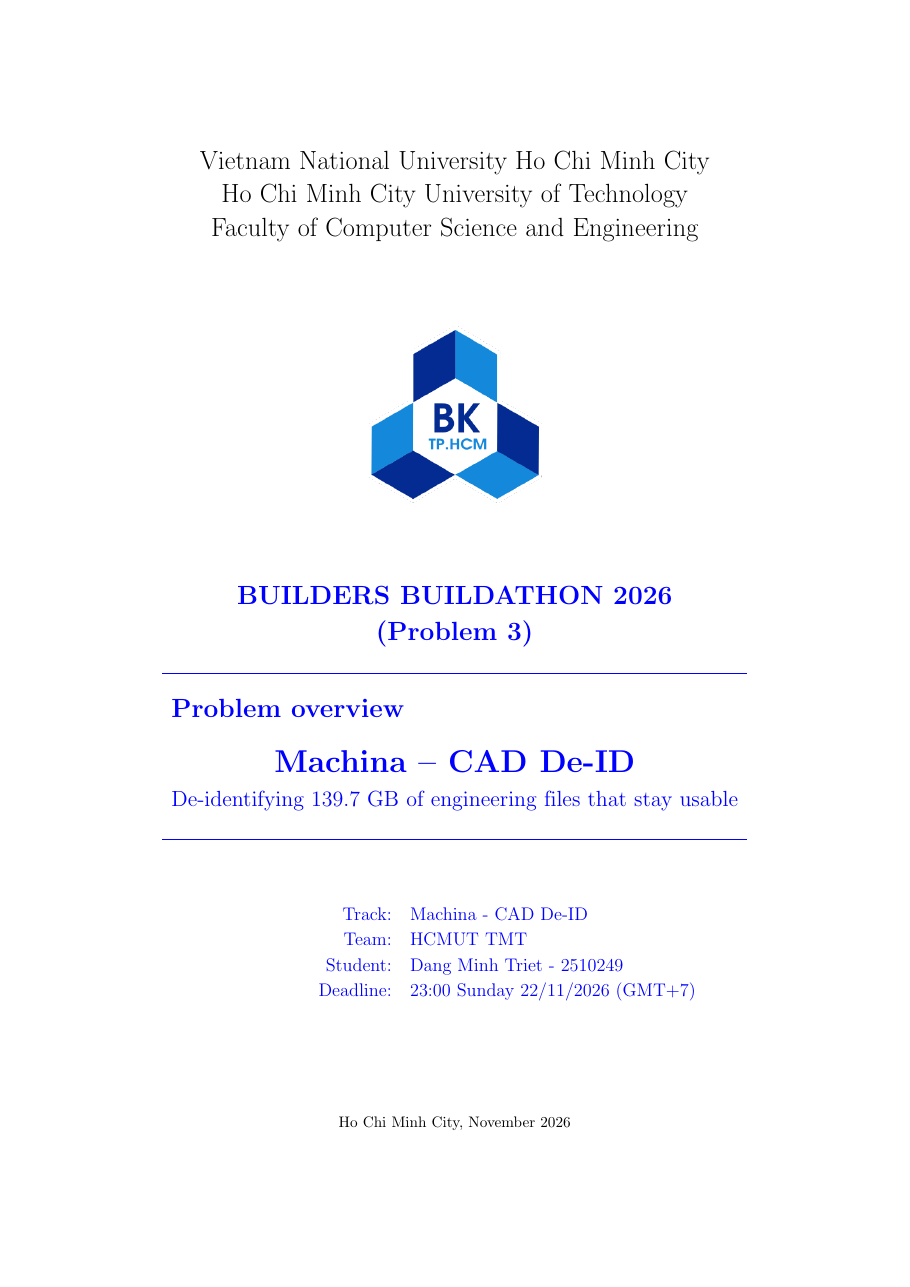 Vietnam National University Ho Chi Minh City
Ho Chi Minh City University of Technology
Faculty of Computer Science and Engineering
BK
TP.HCM
BUILDERS BUILDATHON 2026
(Problem 3)
Problem overview
Machina – CAD De-ID
De-identifying 139.7 GB of engineering files that stay usable
Track: Machina - CAD De-ID
Team: HCMUT TMT
Student: Dang Minh Triet - 2510249
Deadline: 23:00 Sunday 22/11/2026 (GMT+7)
Ho Chi Minh City, November 2026